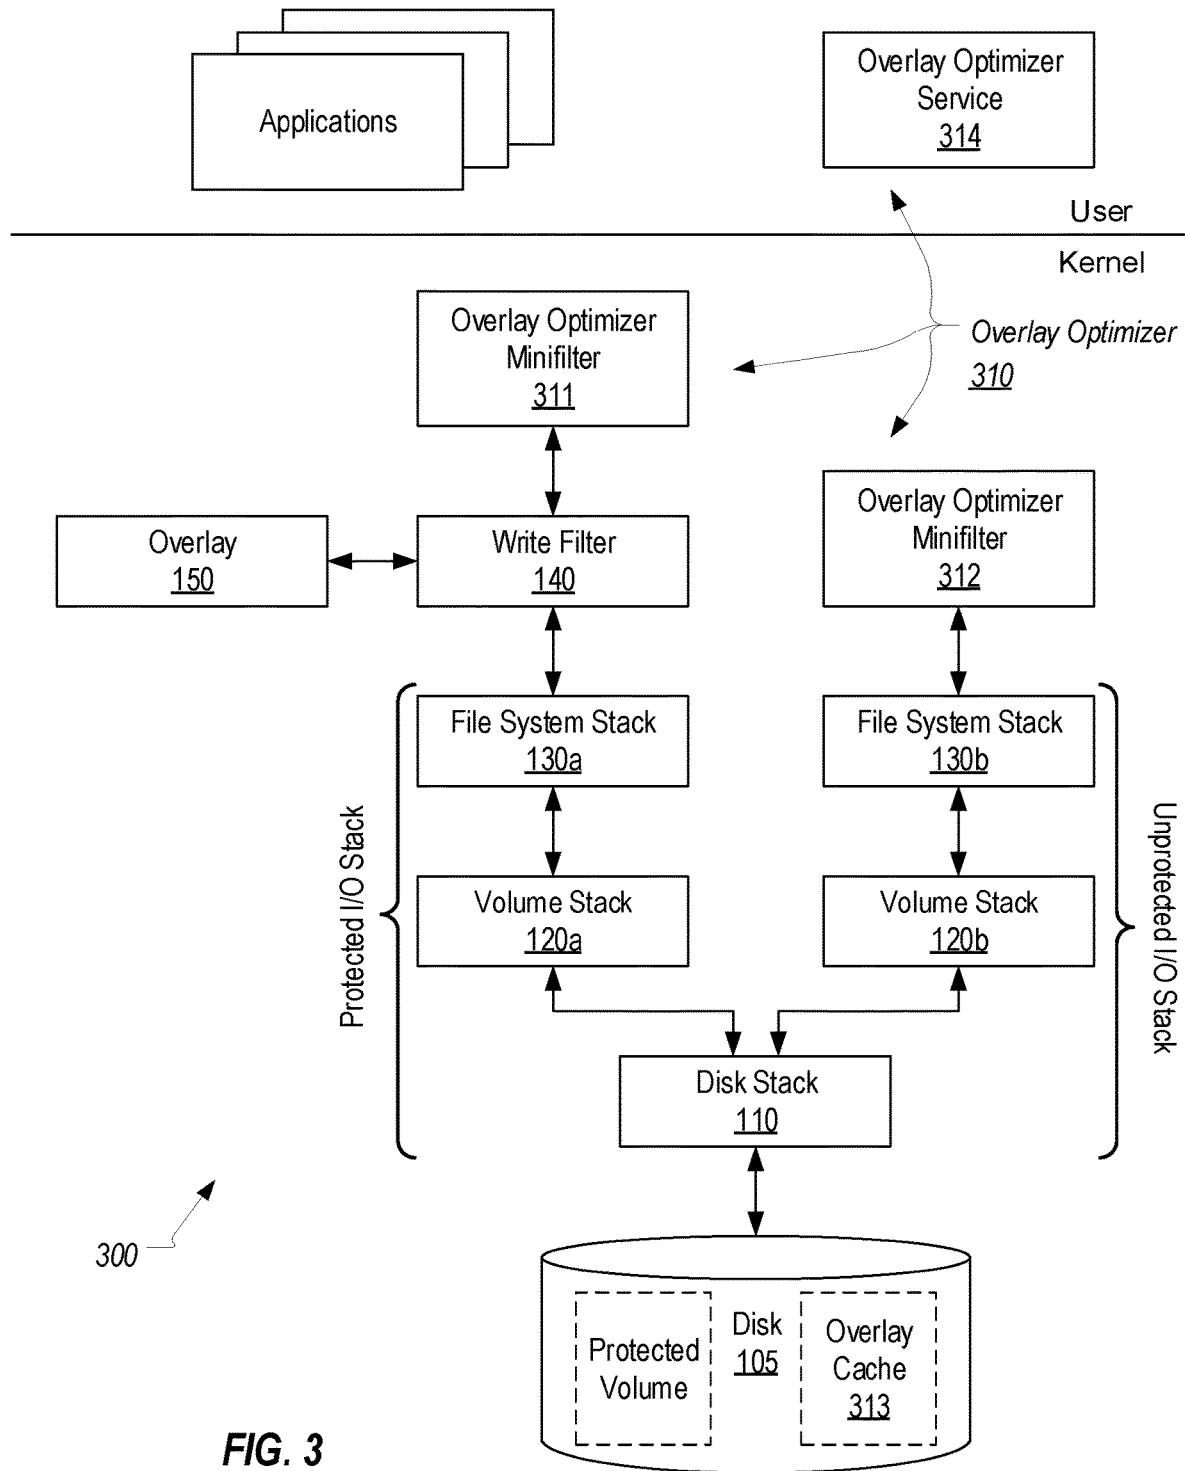 Applications
Overlay Optimizer
Service
314
User
Kernel
Overlay Optimizer
Minifilter
311
Overlay Optimizer
310
Overlay
150
Write Filter
140
Overlay Optimizer
Minifilter
312
File System Stack
130a
File System Stack
130b
Protected I/O Stack
Unprotected I/O Stack
Volume Stack
120a
Volume Stack
120b
Disk Stack
110
300
Protected
Volume
Disk
105
Overlay
Cache
313
FIG. 3